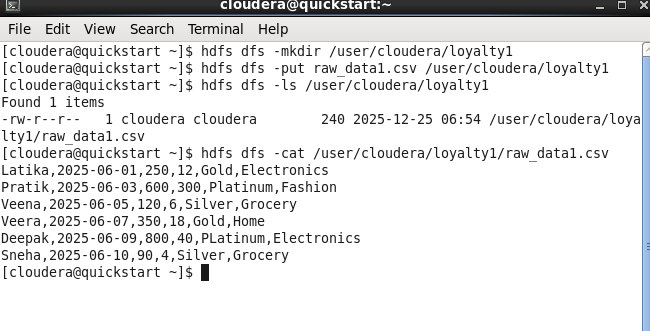 cloudera@quickstart:~
File Edit View Search Terminal Help
[cloudera@quickstart ~]$ hdfs dfs -mkdir /user/cloudera/loyalty1
[cloudera@quickstart ~]$ hdfs dfs -put raw_data1.csv /user/cloudera/loyalty1
[cloudera@quickstart ~]$ hdfs dfs -ls /user/cloudera/loyalty1
Found 1 items
-rw-r--r--   1 cloudera cloudera        240 2025-12-25 06:54 /user/cloudera/loya
lty1/raw_data1.csv
[cloudera@quickstart ~]$ hdfs dfs -cat /user/cloudera/loyalty1/raw_data1.csv
Latika,2025-06-01,250,12,Gold,Electronics
Pratik,2025-06-03,600,300,Platinum,Fashion
Veena,2025-06-05,120,6,Silver,Grocery
Veera,2025-06-07,350,18,Gold,Home
Deepak,2025-06-09,800,40,PLatinum,Electronics
Sneha,2025-06-10,90,4,Silver,Grocery
[cloudera@quickstart ~]$